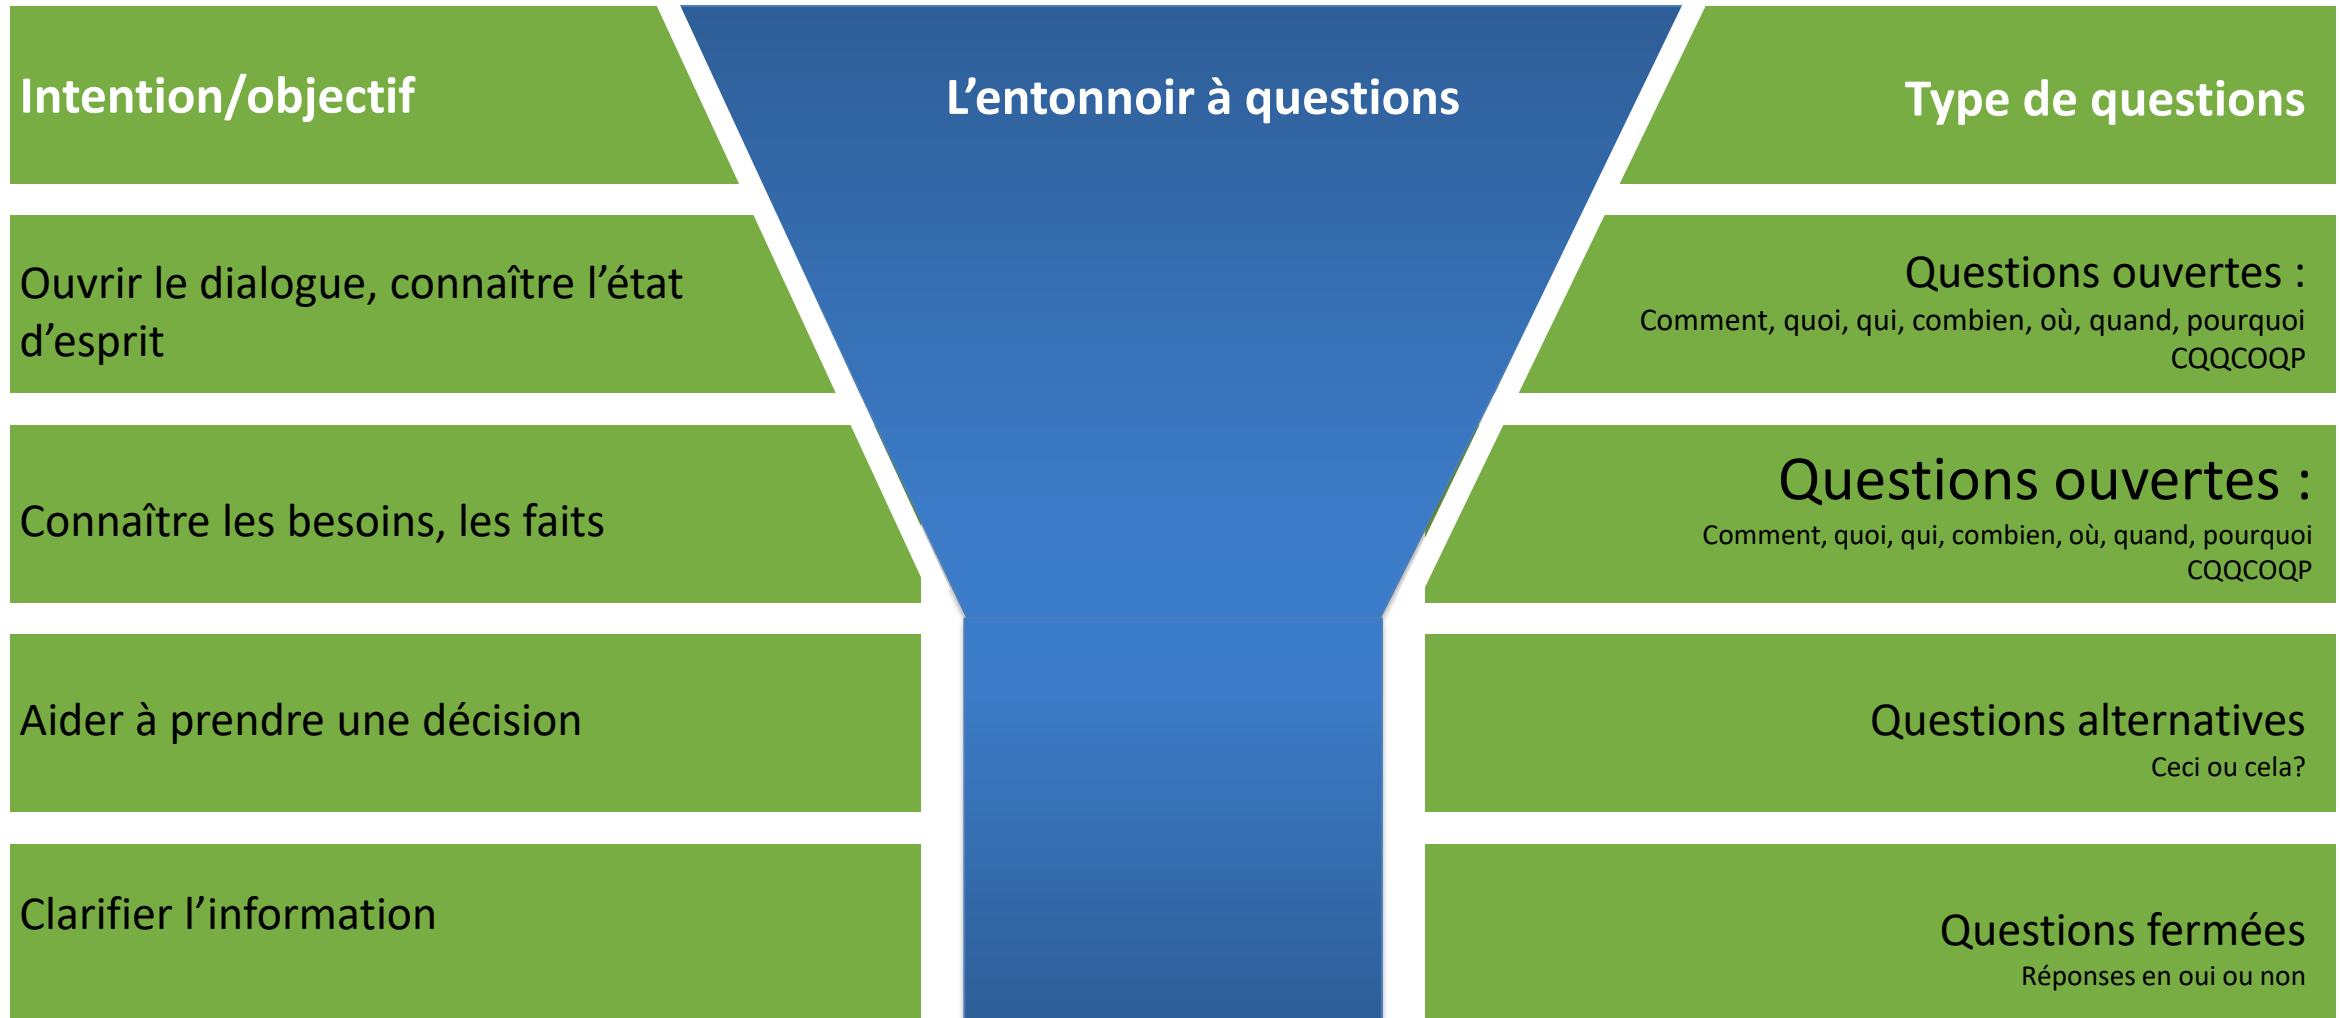 Intention/objectif
L’entonnoir à questions
Type de questions
Ouvrir le dialogue, connaître l’état
d’esprit
Questions ouvertes :
Comment, quoi, qui, combien, où, quand, pourquoi
CQQCOQP
Connaître les besoins, les faits
Questions ouvertes :
Comment, quoi, qui, combien, où, quand, pourquoi
CQQCOQP
Aider à prendre une décision
Questions alternatives
Ceci ou cela?
Clarifier l’information
Questions fermées
Réponses en oui ou non